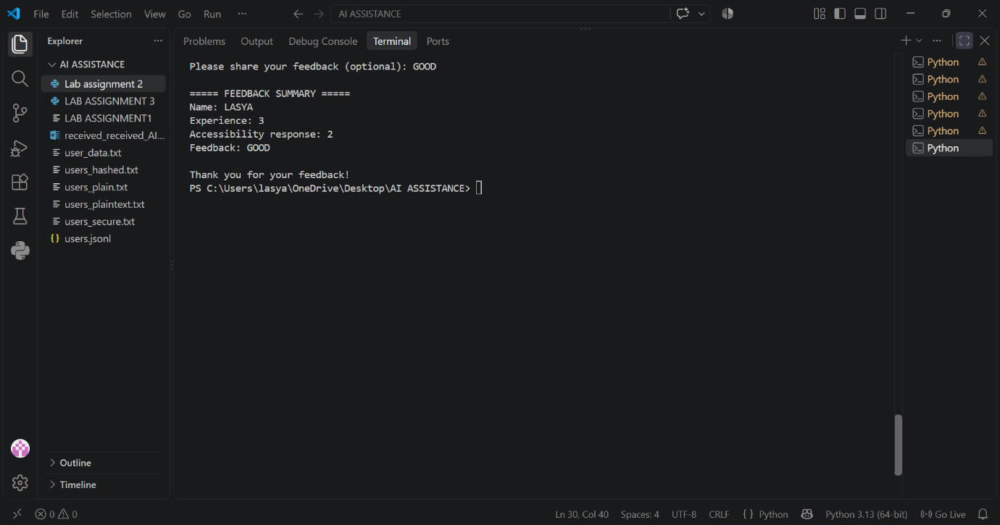 File Edit Selection View Go Run ··· AI ASSISTANCE
Explorer ···
AI ASSISTANCE
Lab assignment 2
LAB ASSIGNMENT 3
LAB ASSIGNMENT1
received_received_AI...
user_data.txt
users_hashed.txt
users_plain.txt
users_plaintext.txt
users_secure.txt
{} users.jsonl
Outline
Timeline
Problems Output Debug Console Terminal Ports
Please share your feedback (optional): GOOD
===== FEEDBACK SUMMARY =====
Name: LASYA
Experience: 3
Accessibility response: 2
Feedback: GOOD
Thank you for your feedback!
PS C:\Users\lasya\OneDrive\Desktop\AI ASSISTANCE>
Python
Python
Python
Python
Python
Python
0 0 Ln 30, Col 40 Spaces: 4 UTF-8 CRLF {} Python Python 3.13 (64-bit) Go Live